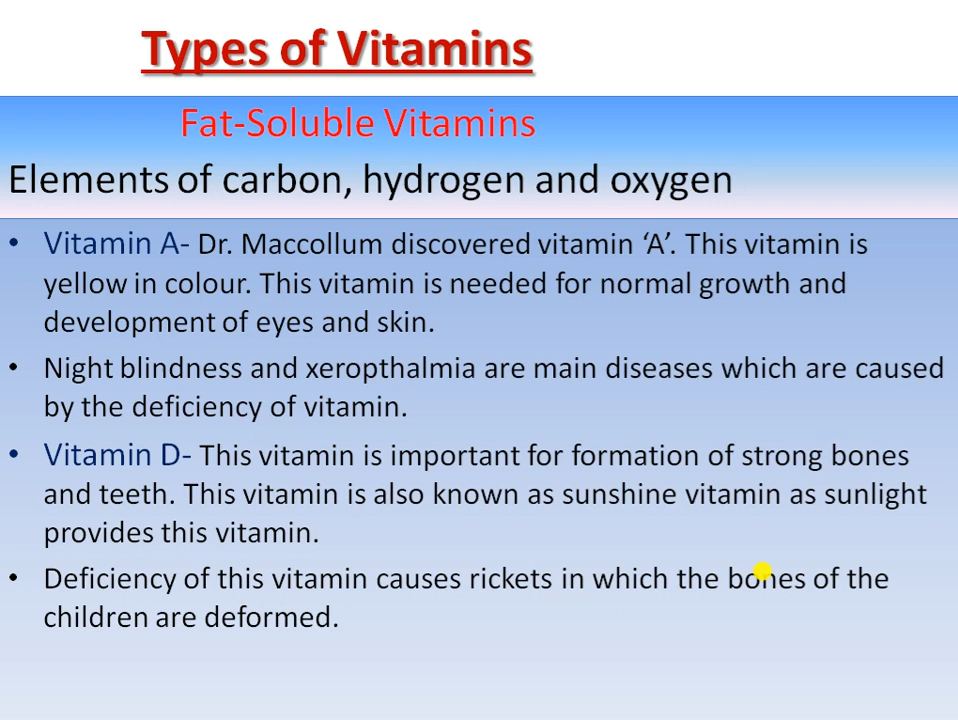 Types of Vitamins
Fat-Soluble Vitamins
Elements of carbon, hydrogen and oxygen
• Vitamin A- Dr. Maccollum discovered vitamin ‘A’. This vitamin is
yellow in colour. This vitamin is needed for normal growth and
development of eyes and skin.
• Night blindness and xeropthalmia are main diseases which are caused
by the deficiency of vitamin.
• Vitamin D- This vitamin is important for formation of strong bones
and teeth. This vitamin is also known as sunshine vitamin as sunlight
provides this vitamin.
• Deficiency of this vitamin causes rickets in which the bones of the
children are deformed.